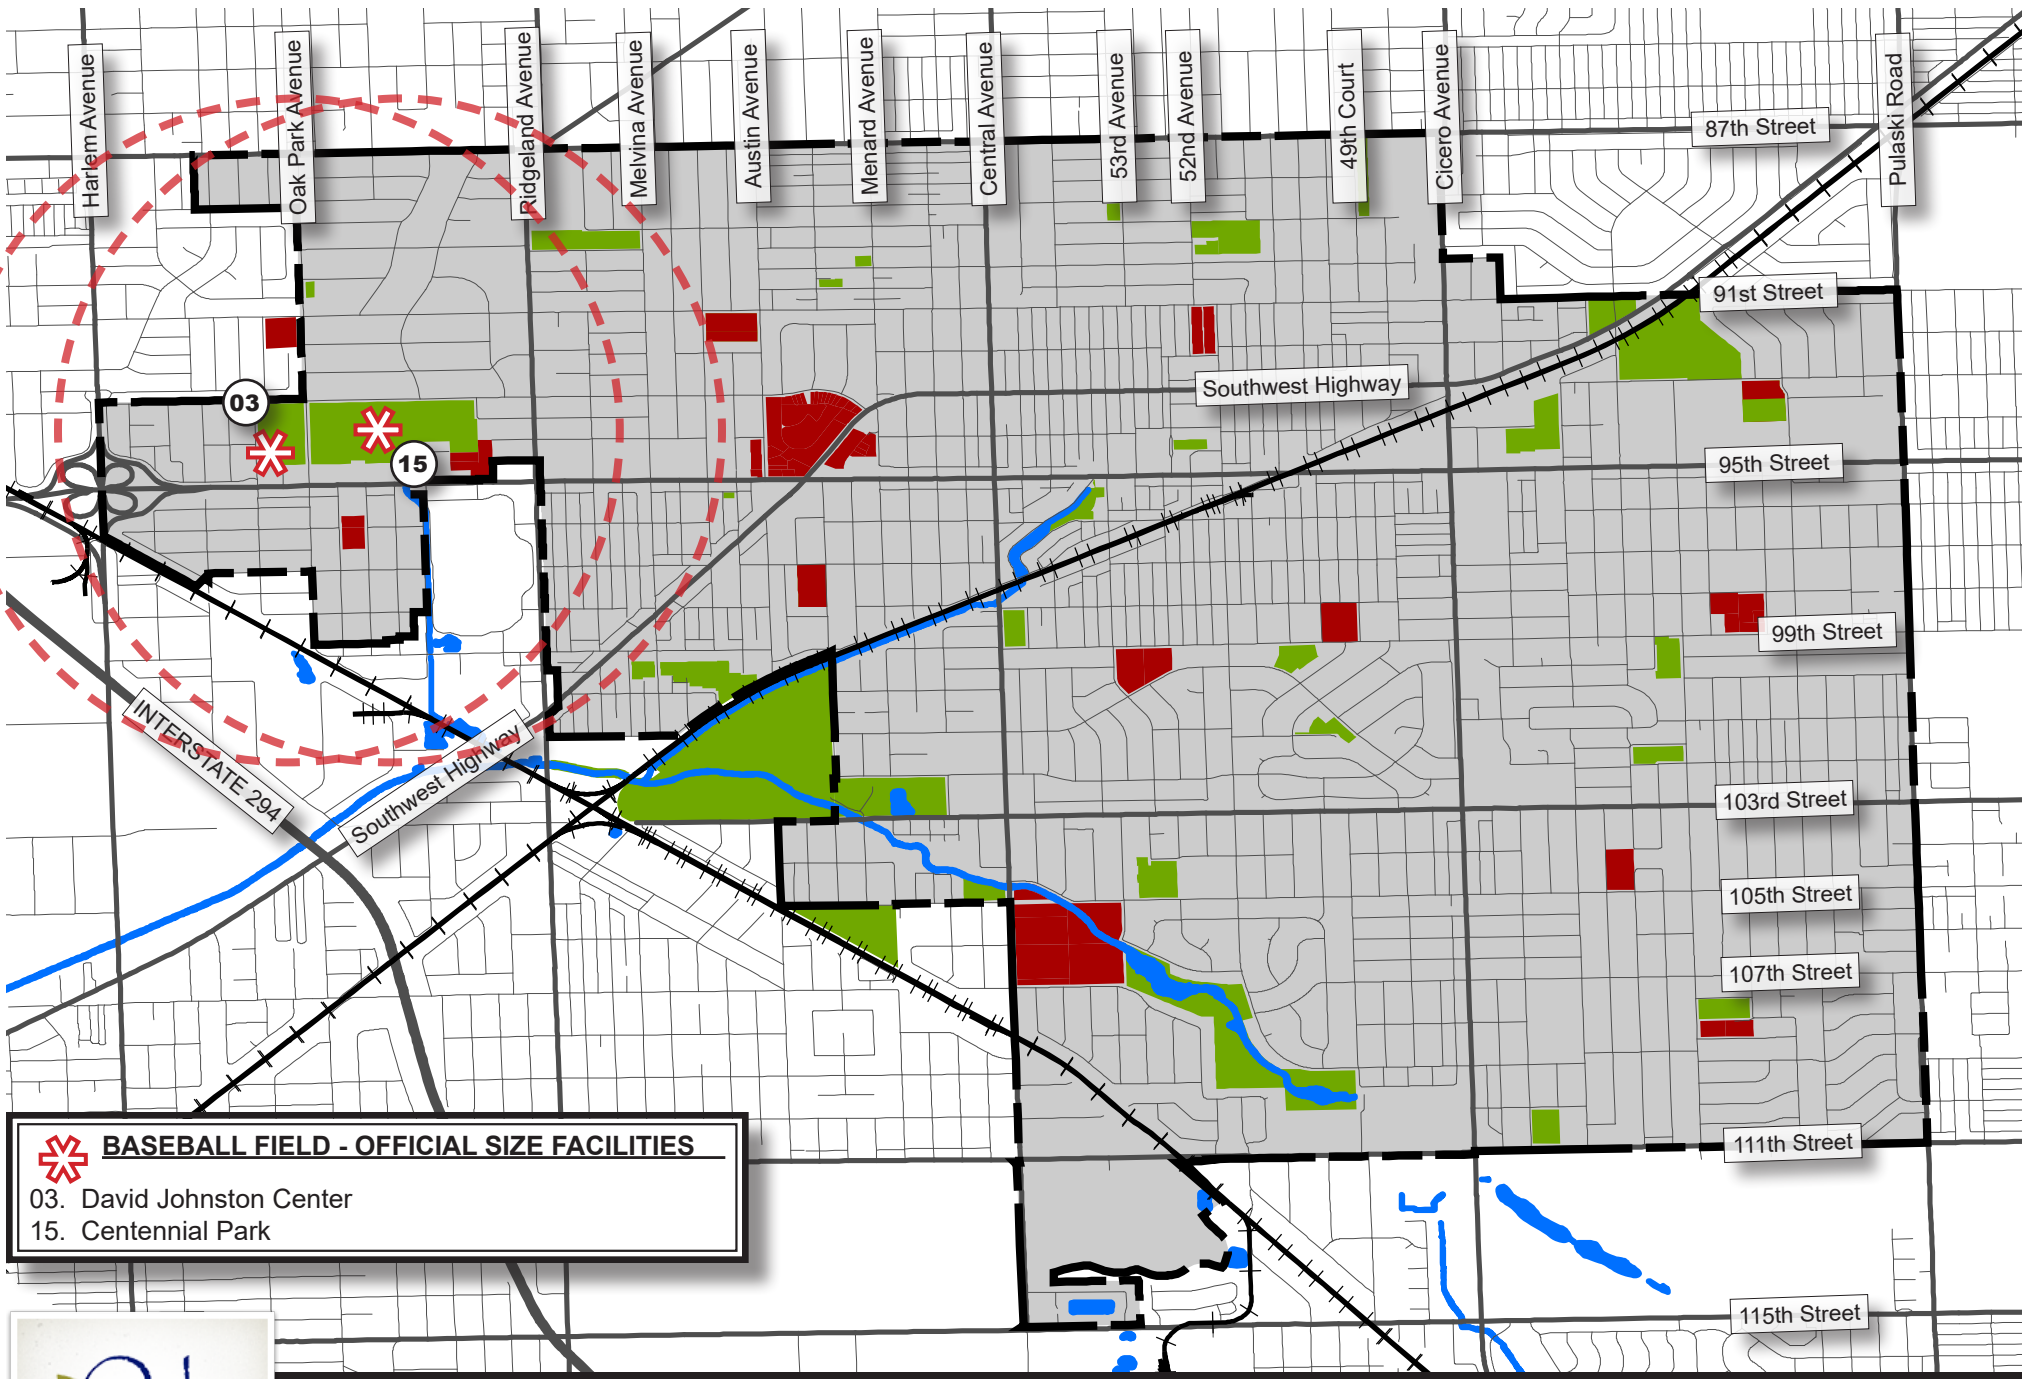 Harlem Avenue
Oak Park Avenue
Ridgeland Avenue
Melvina Avenue
Austin Avenue
Menard Avenue
Central Avenue
53rd Avenue
52nd Avenue
49th Court
Cicero Avenue
Pulaski Road
87th Street
91st Street
Southwest Highway
03
15
95th Street
99th Street
INTERSTATE 294
Southwest Highway
103rd Street
105th Street
107th Street
111th Street
115th Street
BASEBALL FIELD - OFFICIAL SIZE FACILITIES
03. David Johnston Center
15. Centennial Park